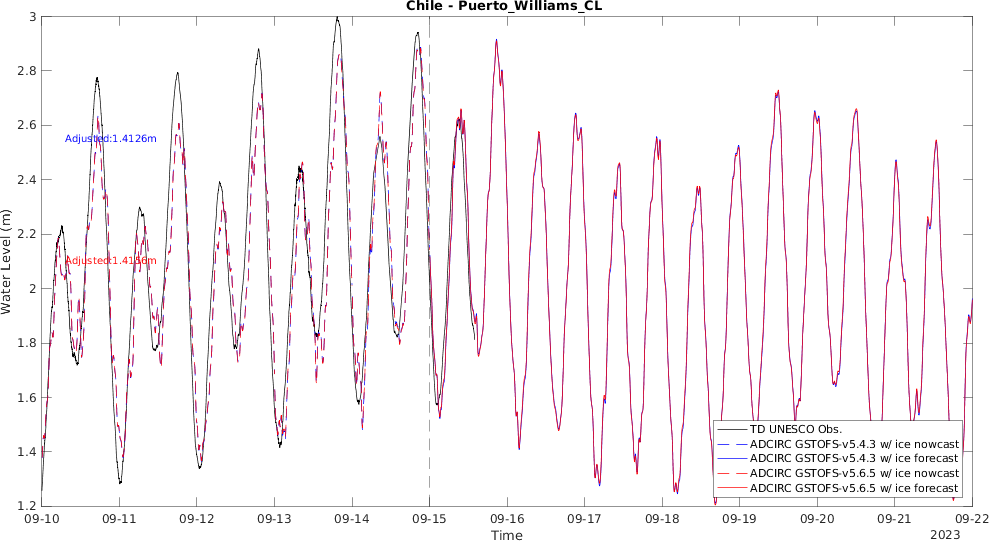 Chile - Puerto_Williams_CL
3
2.8
2.6
2.4
2.2
2
1.8
1.6
1.4
1.2
Water Level (m)
Adjusted:1.4126m
Adjusted:1.4156m
TD UNESCO Obs.
ADCIRC GSTOFS-v5.4.3 w/ ice nowcast
ADCIRC GSTOFS-v5.4.3 w/ ice forecast
ADCIRC GSTOFS-v5.6.5 w/ ice nowcast
ADCIRC GSTOFS-v5.6.5 w/ ice forecast
09-10 09-11 09-12 09-13 09-14 09-15 09-16 09-17 09-18 09-19 09-20 09-21 09-22
Time
2023